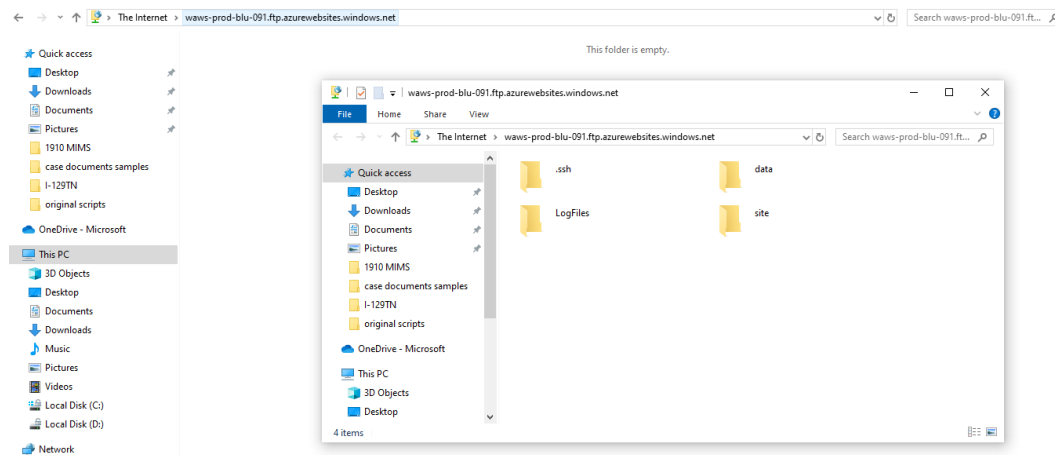 The Internet > waws-prod-blu-091.ftp.azurewebsites.windows.net
Search waws-prod-blu-091.ft...
Quick access
Desktop
Downloads
Documents
Pictures
1910 MIMS
case documents samples
I-129TN
original scripts
OneDrive - Microsoft
This PC
3D Objects
Desktop
Documents
Downloads
Music
Pictures
Videos
Local Disk (C:)
Local Disk (D:)
Network
This folder is empty.
waws-prod-blu-091.ftp.azurewebsites.windows.net
File Home Share View
The Internet > waws-prod-blu-091.ftp.azurewebsites.windows.net
Search waws-prod-blu-091.ft...
Quick access
Desktop
Downloads
Documents
Pictures
1910 MIMS
case documents samples
I-129TN
original scripts
OneDrive - Microsoft
This PC
3D Objects
Desktop
.ssh
data
LogFiles
site
4 items